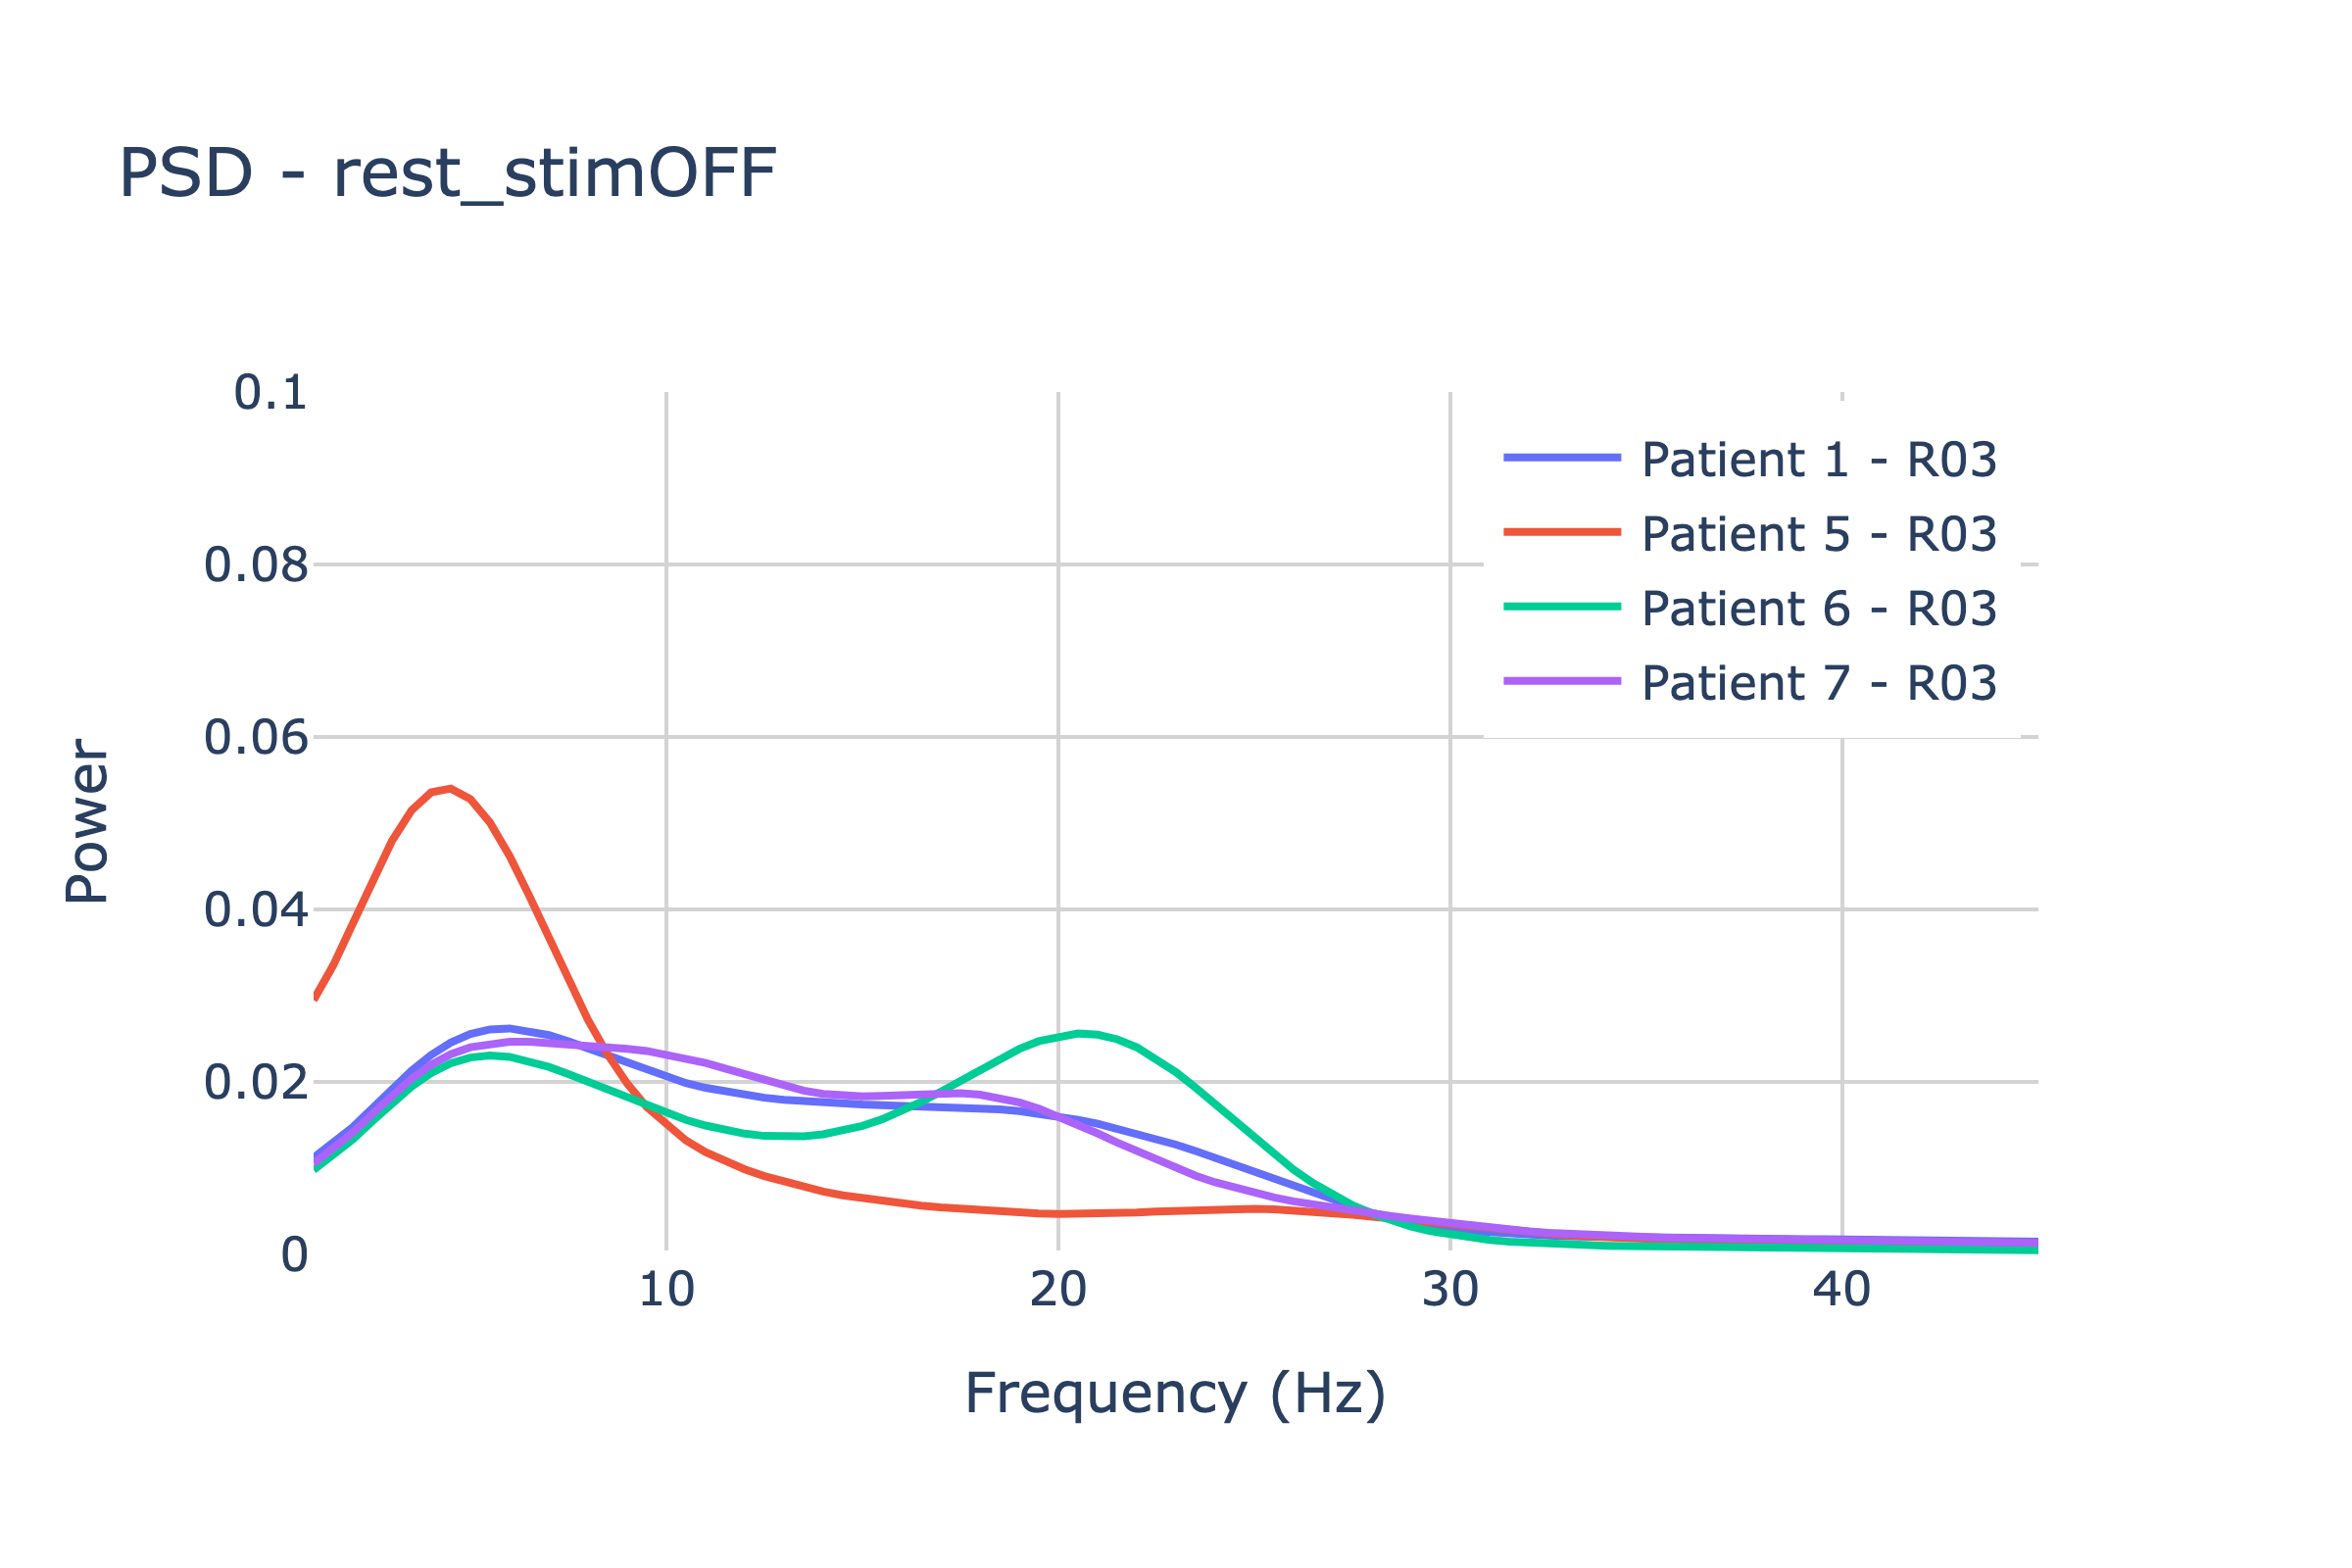 PSD - rest_stimOFF
0.1
0.08
0.06
0.04
0.02
0
Power
10 20 30 40
Frequency (Hz)
Patient 1 - R03
Patient 5 - R03
Patient 6 - R03
Patient 7 - R03